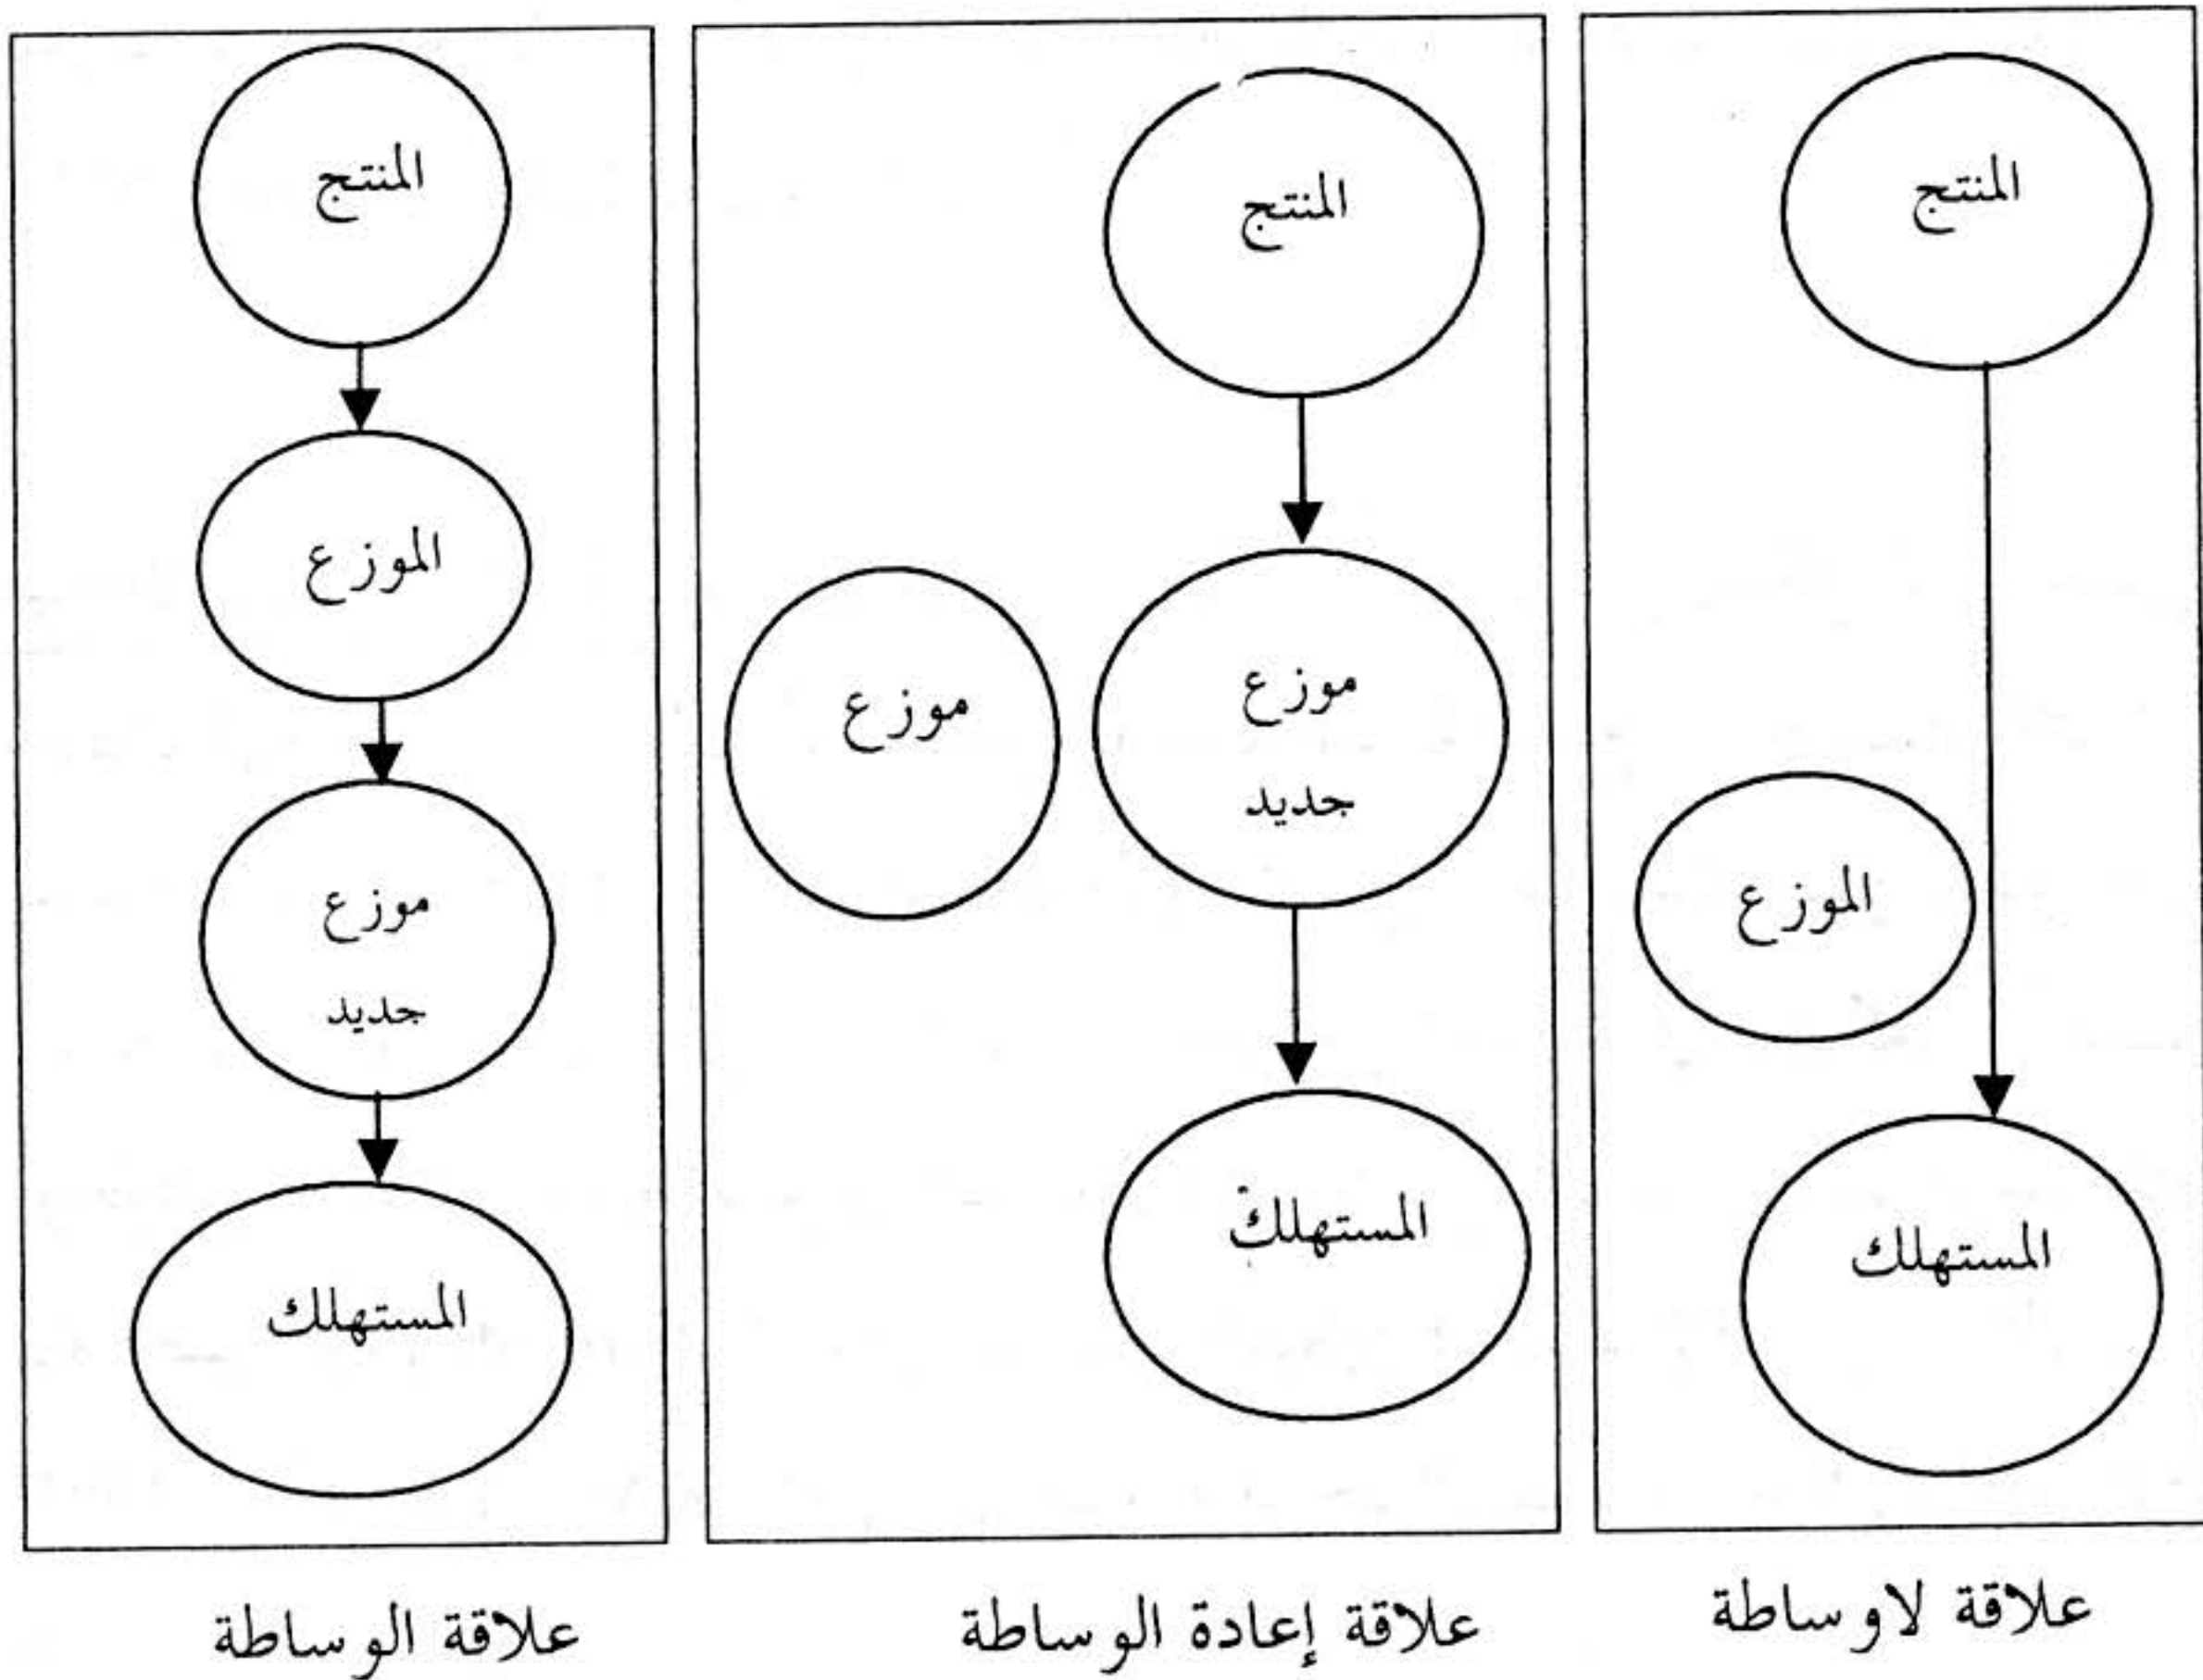 المنتج
الموزع
المستهلك
علاقة لاوساطة
المنتج
موزع
جديد
موزع
المستهلك
علاقة إعادة الوساطة
المنتج
الموزع
موزع
جديد
المستهلك
علاقة الوساطة